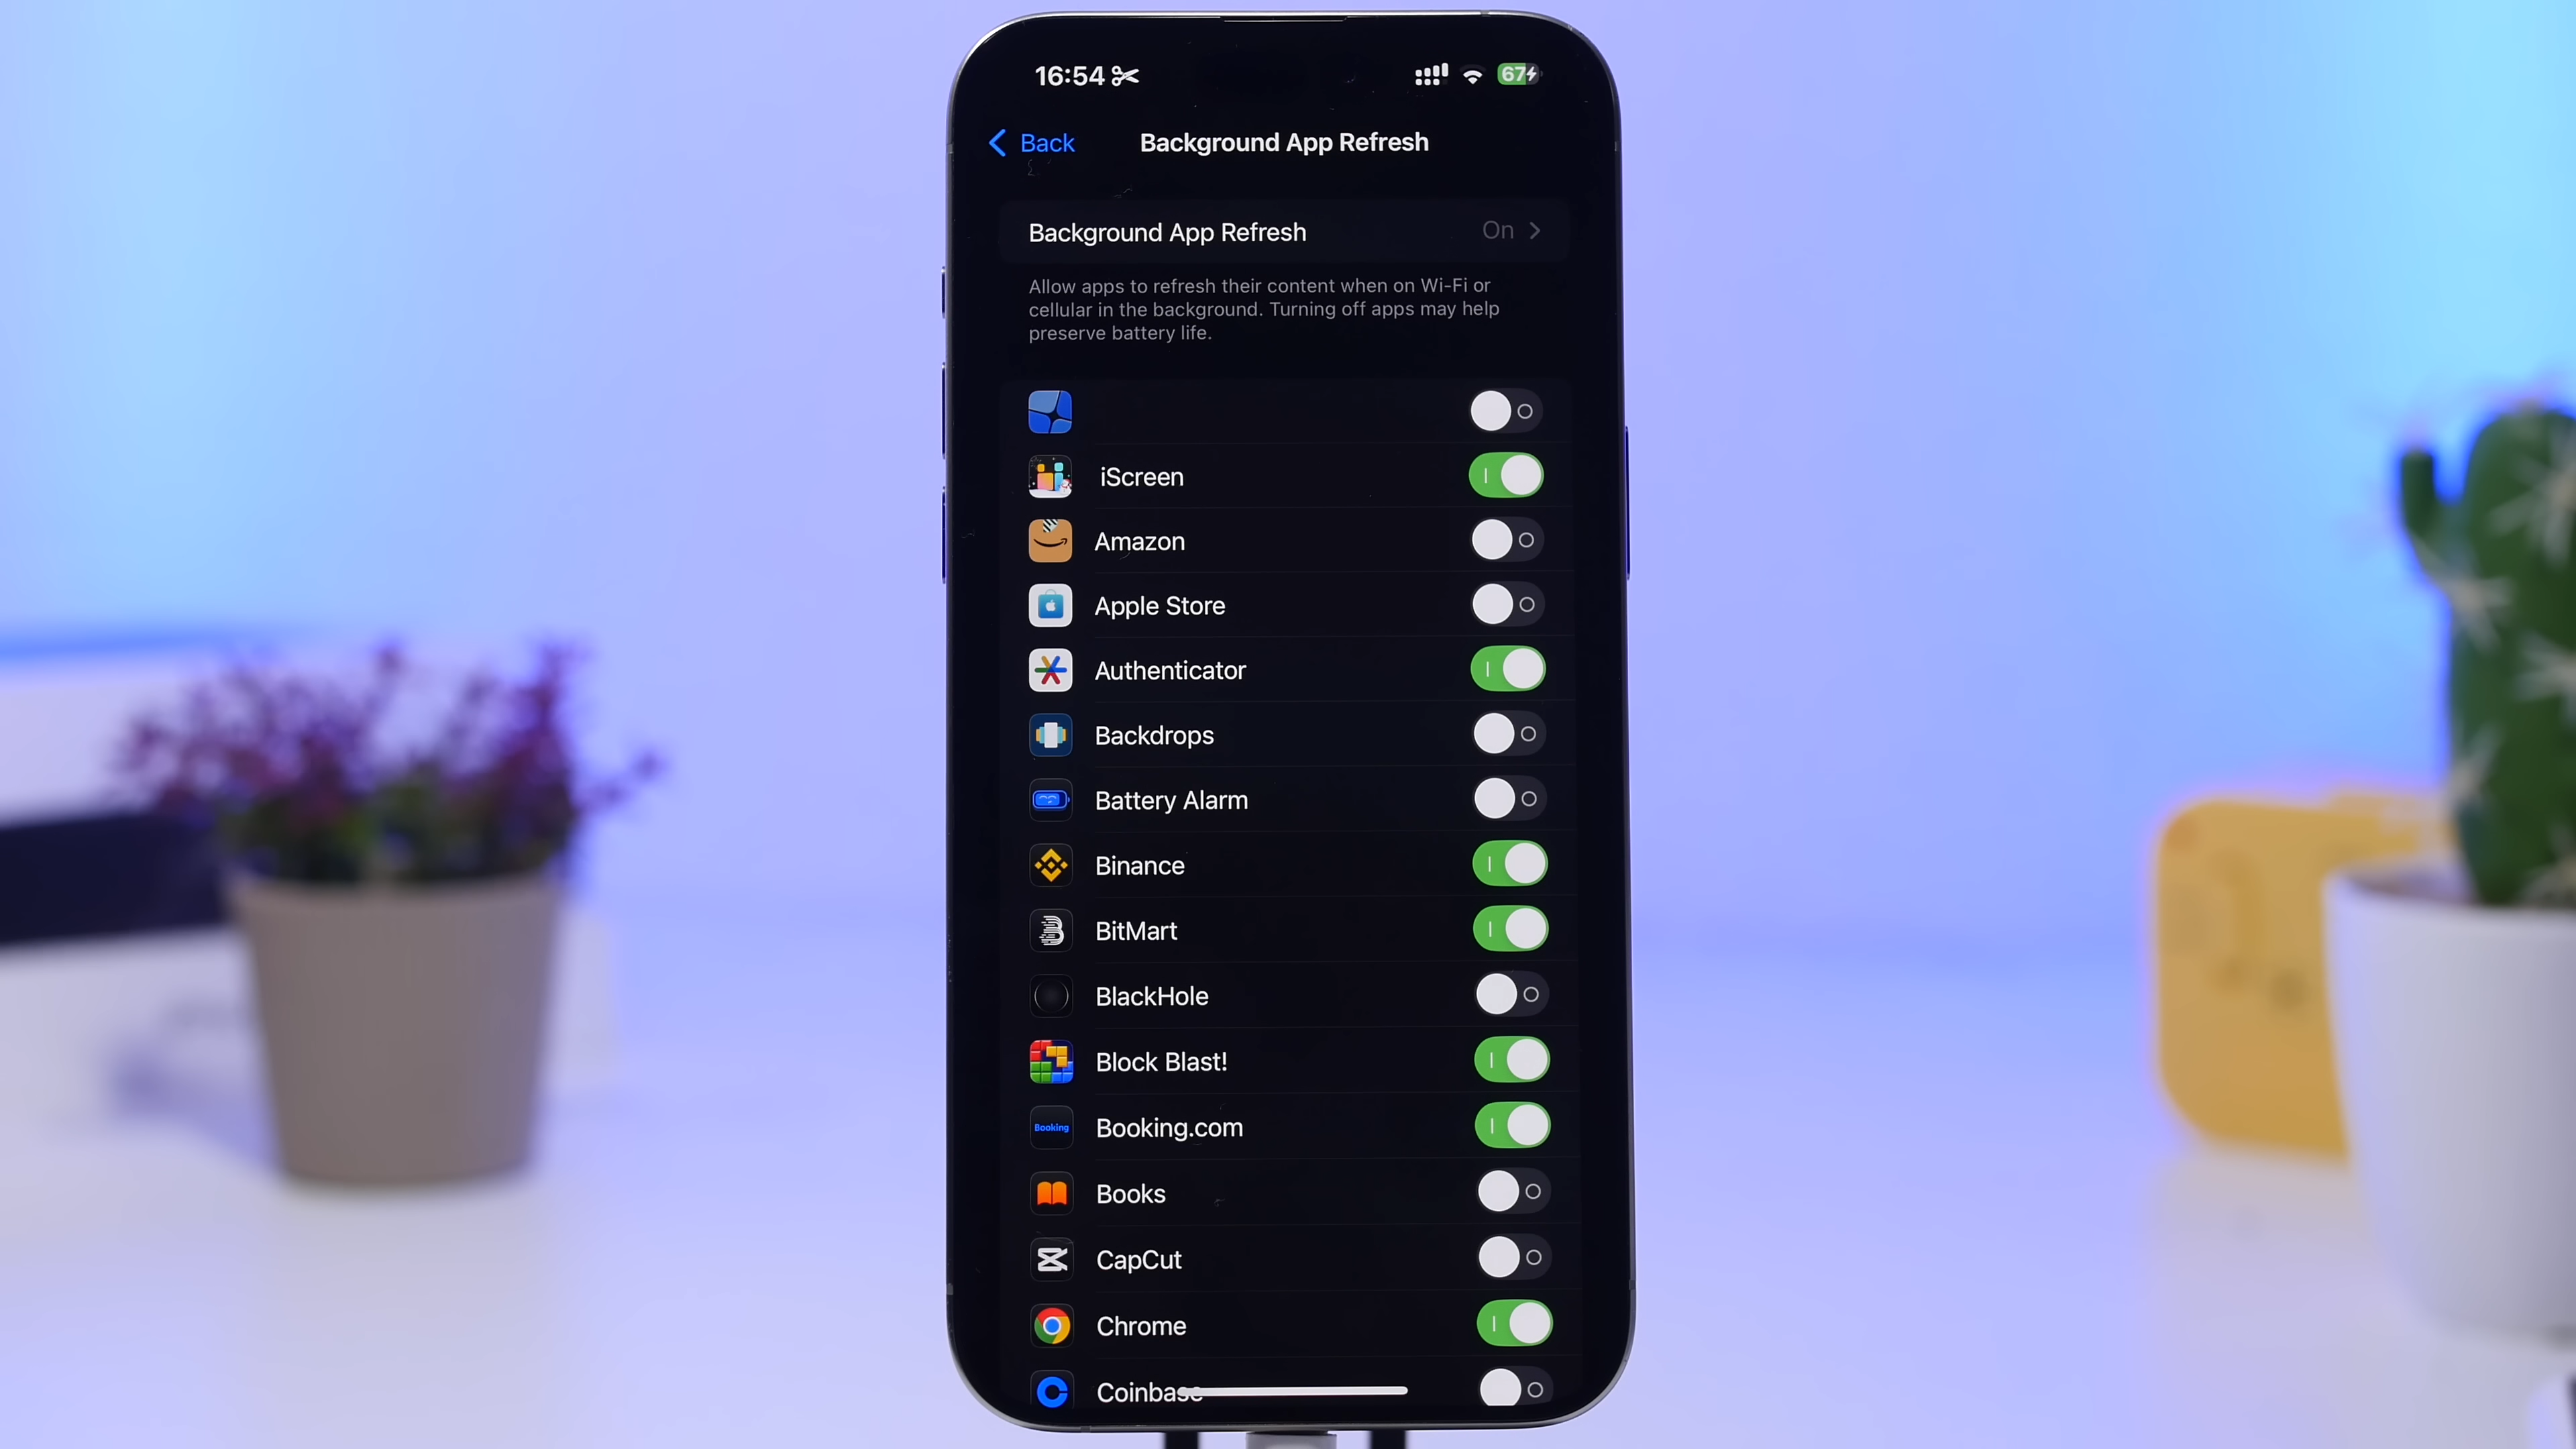 16:54
67
Back
Background App Refresh
Background App Refresh On
Allow apps to refresh their content when on Wi-Fi or
cellular in the background. Turning off apps may help
preserve battery life.
iScreen
Amazon
Apple Store
Authenticator
Backdrops
Battery Alarm
Binance
BitMart
BlackHole
Block Blast!
Booking
Booking.com
Books
CapCut
Chrome
Coinbase